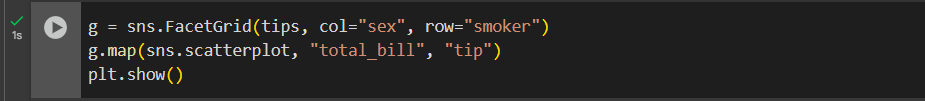 g = sns.FacetGrid(tips, col="sex", row="smoker")
g.map(sns.scatterplot, "total_bill", "tip")
1s
plt.show()